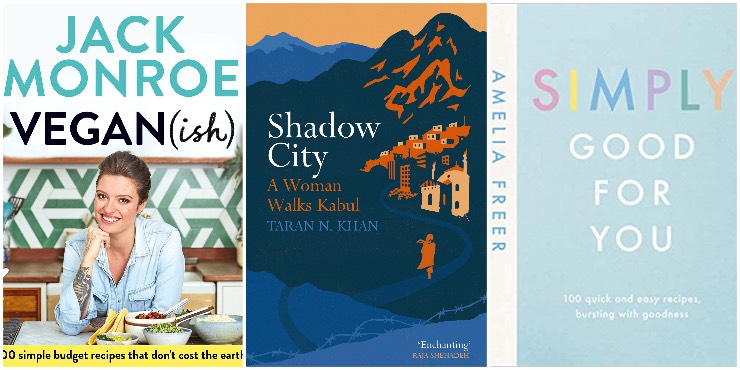 JACK
MONROE
VEGAN(ish)
00 simple budget recipes that don't cost the earth
Shadow
City
A Woman
Walks Kabul
TARAN N. KHAN
'Enchanting'
RAJA SHEHADEH
AMELIA FREER
SIMPLY
GOOD
FOR
YOU
100 quick and easy recipes,
bursting with goodness